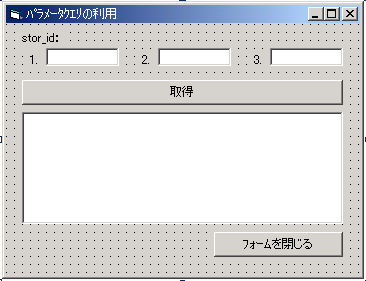 パラメータクエリの利用
stor_id:
1. 2. 3.
取得
フォームを閉じる